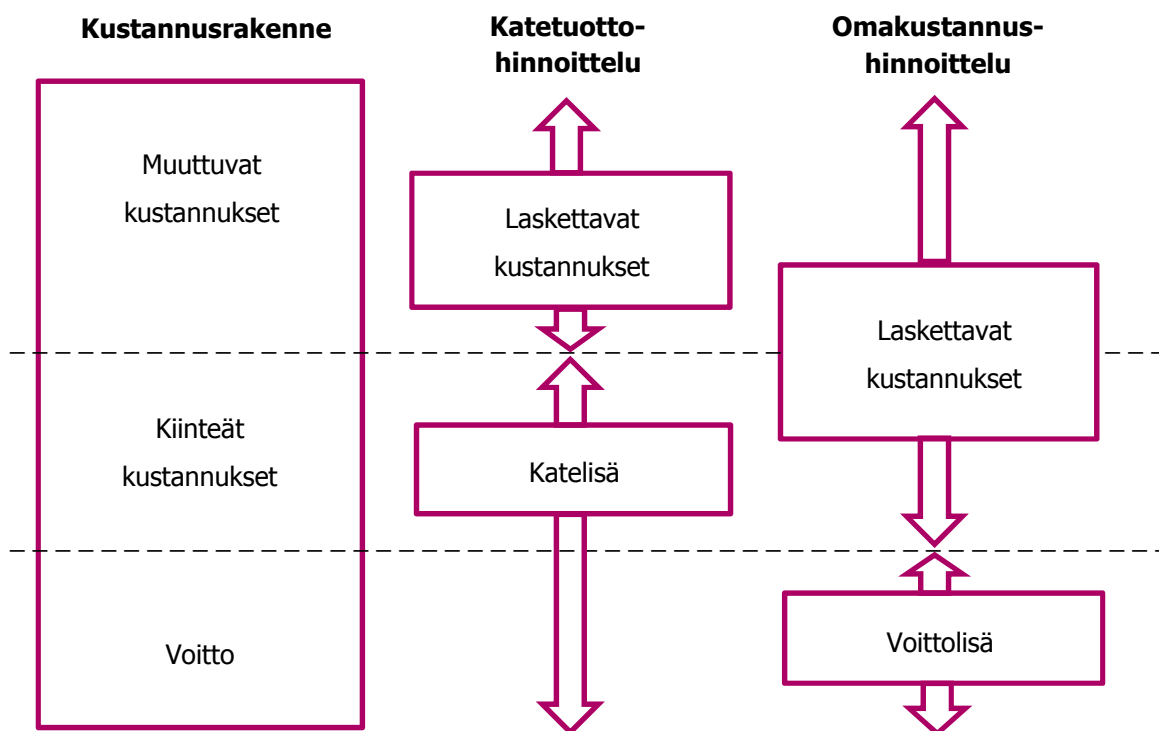 Kustannusrakenne
Katetuotto-
hinnoittelu
Omakustannus-
hinnoittelu
Muuttuvat
kustannukset
Laskettavat
kustannukset
Laskettavat
kustannukset
Kiinteät
kustannukset
Katelisä
Voitto
Voittolisä